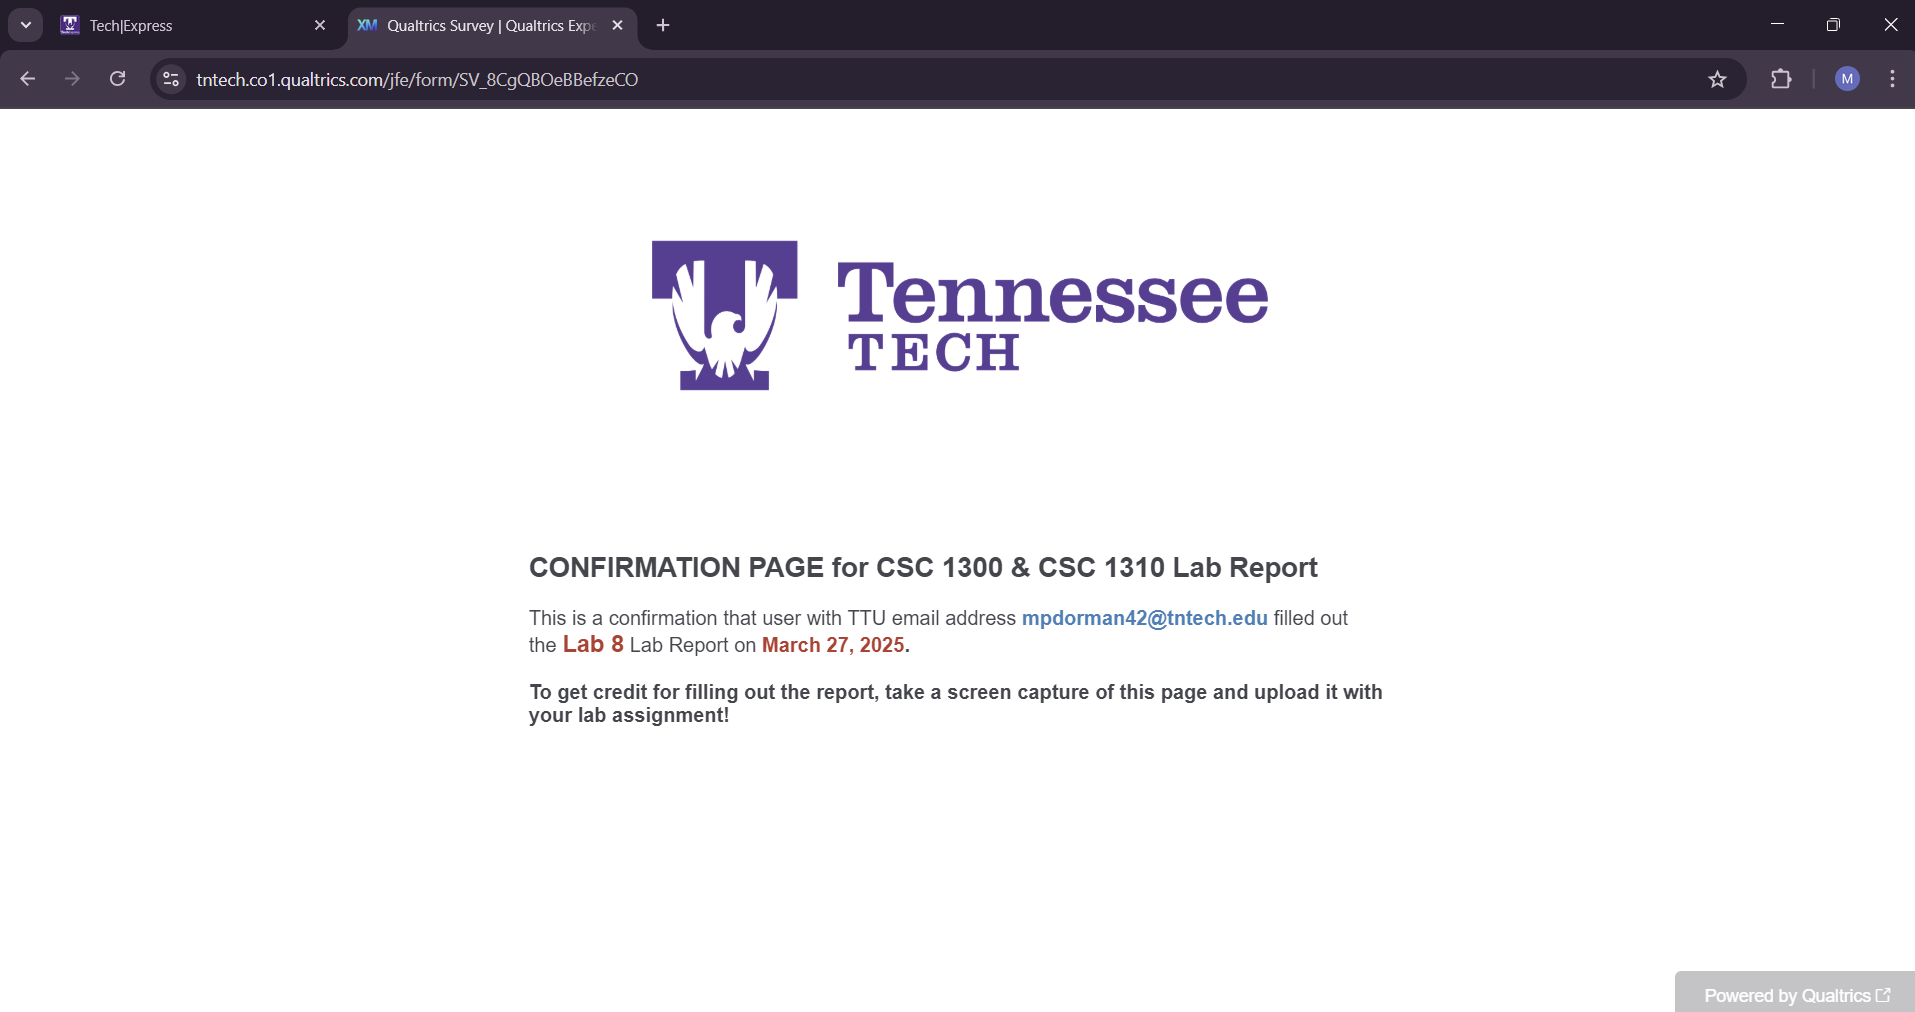 Tech|Express
XM Qualtrics Survey | Qualtrics Expe
tntech.co1.qualtrics.com/jfe/form/SV_8CgQBOeBBefzeCO
M
Tennessee
TECH
CONFIRMATION PAGE for CSC 1300 & CSC 1310 Lab Report
This is a confirmation that user with TTU email address mpdorman42@tntech.edu filled out
the Lab 8 Lab Report on March 27, 2025.
To get credit for filling out the report, take a screen capture of this page and upload it with
your lab assignment!
Powered by Qualtrics